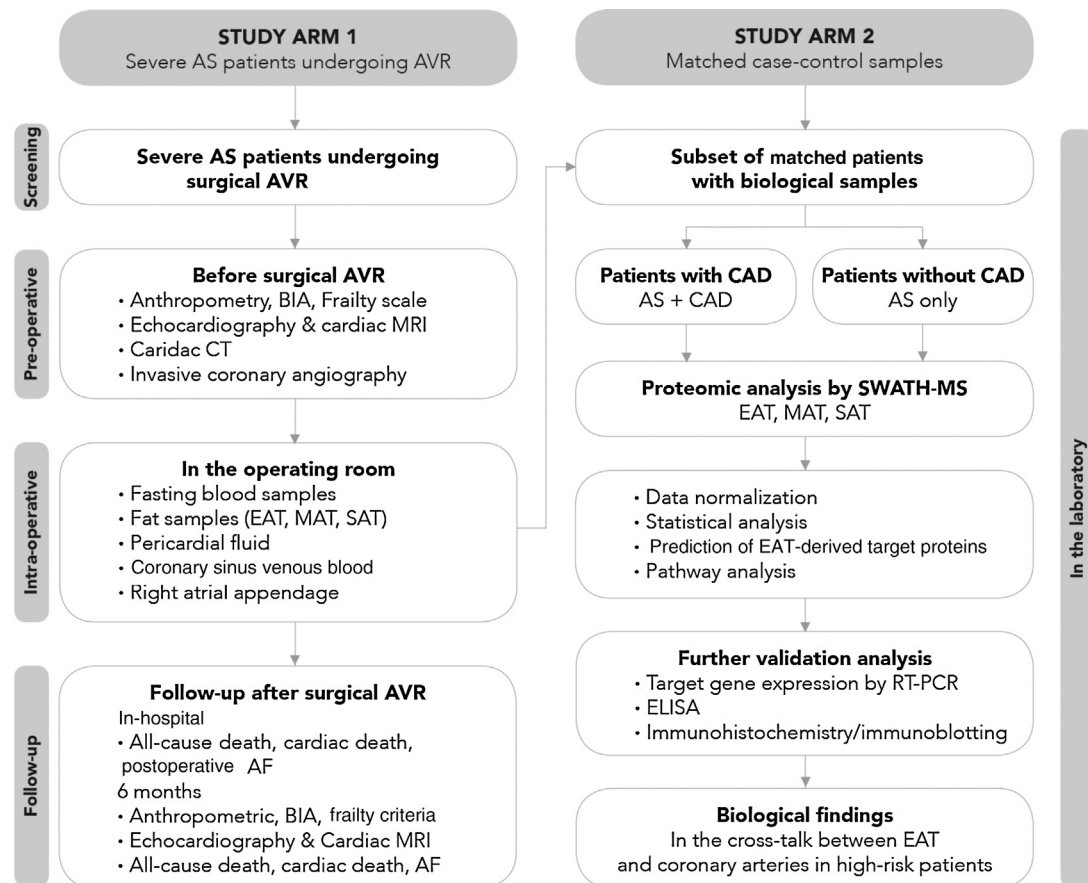 STUDY ARM 1
Severe AS patients undergoing AVR
Screening
Severe AS patients undergoing
surgical AVR
Pre-operative
Before surgical AVR
• Anthropometry, BIA, Frailty scale
• Echocardiography & cardiac MRI
• Caridac CT
• Invasive coronary angiography
Intra-operative
In the operating room
• Fasting blood samples
• Fat samples (EAT, MAT, SAT)
• Pericardial fluid
• Coronary sinus venous blood
• Right atrial appendage
Follow-up
Follow-up after surgical AVR
In-hospital
• All-cause death, cardiac death,
postoperative AF
6 months
• Anthropometric, BIA, frailty criteria
• Echocardiography & Cardiac MRI
• All-cause death, cardiac death, AF
STUDY ARM 2
Matched case-control samples
Subset of matched patients
with biological samples
Patients with CAD
AS + CAD
Patients without CAD
AS only
Proteomic analysis by SWATH-MS
EAT, MAT, SAT
• Data normalization
• Statistical analysis
• Prediction of EAT-derived target proteins
• Pathway analysis
Further validation analysis
• Target gene expression by RT-PCR
• ELISA
• Immunohistochemistry/immunoblotting
Biological findings
In the cross-talk between EAT
and coronary arteries in high-risk patients
In the laboratory